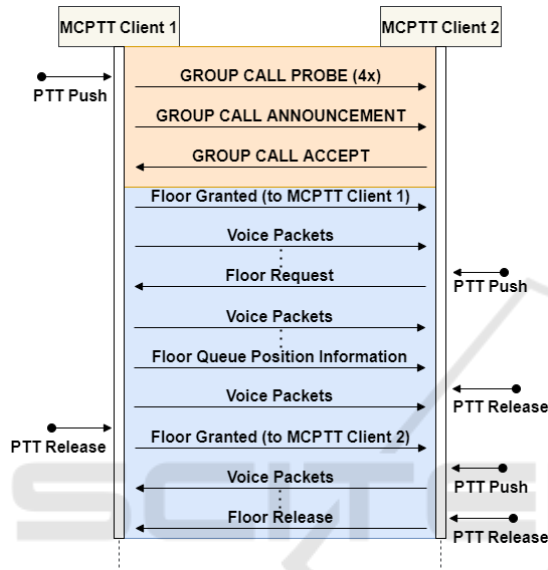 MCPTT Client 1
MCPTT Client 2
GROUP CALL PROBE (4x)
PTT Push
GROUP CALL ANNOUNCEMENT
GROUP CALL ACCEPT
Floor Granted (to MCPTT Client 1)
Voice Packets
Floor Request
PTT Push
Voice Packets
Floor Queue Position Information
Voice Packets
PTT Release
PTT Release
Floor Granted (to MCPTT Client 2)
Voice Packets
PTT Push
Floor Release
PTT Release
SCITE